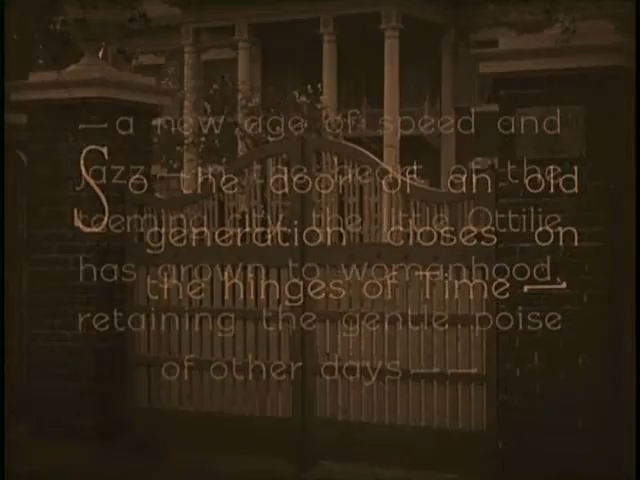 So the door of an old
generation closes on
the hinges of Time —
— a new age of speed and
jazz — In the heart of the
teeming city, the little Ottilie
has grown to womanhood,
retaining the gentle poise
of other days — —